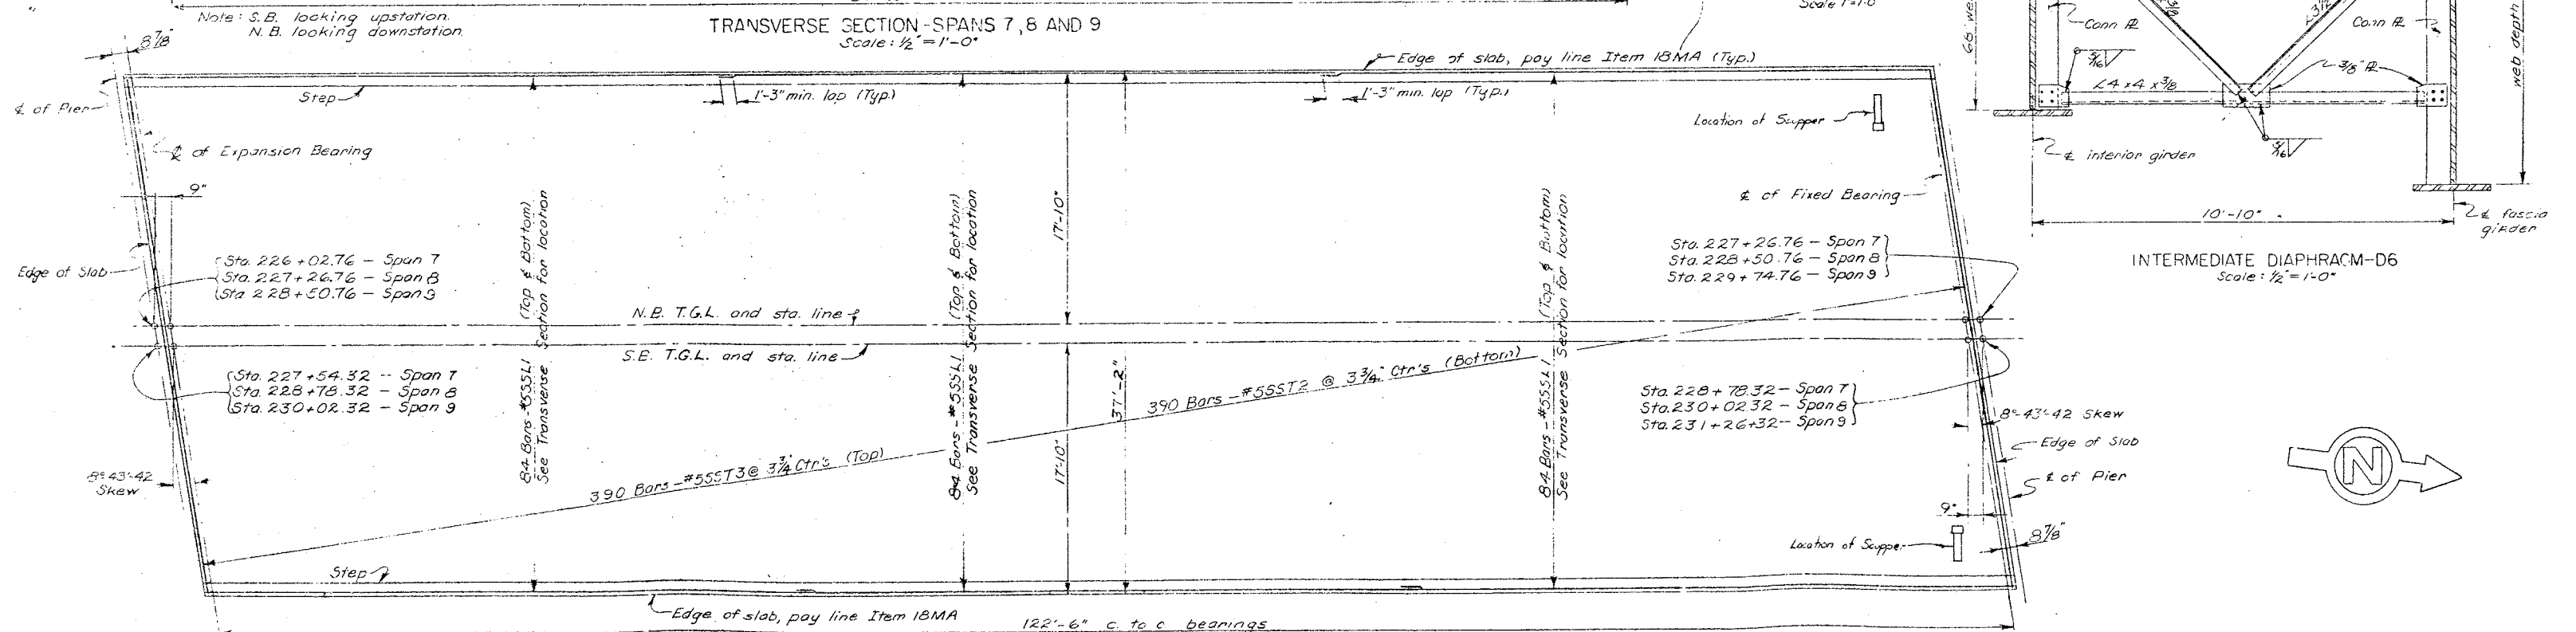 Note: S.B. looking upstation.
N.B. looking downstation.
TRANSVERSE SECTION-SPANS 7, 8 AND 9
Scale: ½"=1'-0"
Scale 1"=1'-0
8⅞"
℄ of Pier
Step
1'-3" min. lap (Typ.)
Edge of slab, pay line Item 18MA (Typ.)
1'-3" min. lap (Typ.)
Location of Scupper
℄ of Expansion Bearing
9"
Edge of Slab
Sta. 226+02.76 - Span 7
Sta. 227+26.76 - Span 8
Sta 228+50.76 - Span 9
84 Bars-#5SSL1 (Top & Bottom)
See Transverse Section for location
N.B. T.G.L. and sta. line
S.B. T.G.L. and sta. line
84 Bars-#5SSL1 (Top & Bottom)
See Transverse Section for location
17'-10"
37'-2"
17'-10"
84 Bars-#5SSL1 (Top & Bottom)
See Transverse Section for location
℄ of Fixed Bearing
Sta. 227+26.76 - Span 7
Sta. 228+50.76 - Span 8
Sta. 229+74.76 - Span 9
Sta. 227+54.32 -- Span 7
Sta. 228+78.32 - Span 8
Sta. 230+02.32 - Span 9
390 Bars-#5SST2 @ 3¾" Ctr's (Bottom)
390 Bars-#5SST3 @ 3¾" Ctr's (Top)
Sta. 228+78.32- Span 7
Sta. 230+02.32 - Span 8
Sta. 231+26+32-- Span 9
8°-43'-42
Skew
8°-43'-42 Skew
Edge of Slab
℄ of Pier
9"
8⅞"
Location of Scupper
Step
Edge of slab, pay line Item 18MA
122'-6" c. to c. bearings
N
68" we
Conn ℔
5/16
∠4 x4 x⅜
Conn ℔
3/8" ℔
web depth
5/16
℄ interior girder
10'-10"
℄ fascia
girder
INTERMEDIATE DIAPHRAGM-D6
Scale: ½"=1'-0"